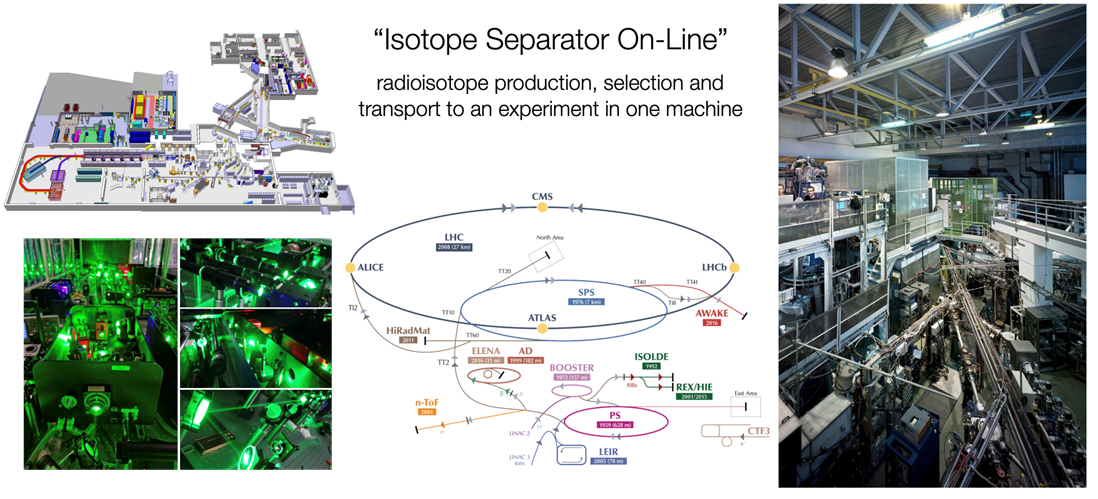 “Isotope Separator On-Line”
radioisotope production, selection and
transport to an experiment in one machine
CMS
LHC
2008 (27 km)
North Area
ALICE
LHCb
TT20
TT40
TT41
SPS
1976 (7 km)
TI8
TI2
TT10
ATLAS
AWAKE
2016
HiRadMat
2011
TT60
ELENA
2016 (31 m)
AD
1999 (182 m)
TT2
BOOSTER
1972 (157 m)
ISOLDE
1992
p
p
RIBs
REX/HIE
2001/2015
n-ToF
2001
n
East Area
PS
1959 (628 m)
LINAC 2
CTF3
e-
LINAC 3
Ions
LEIR
2005 (78 m)